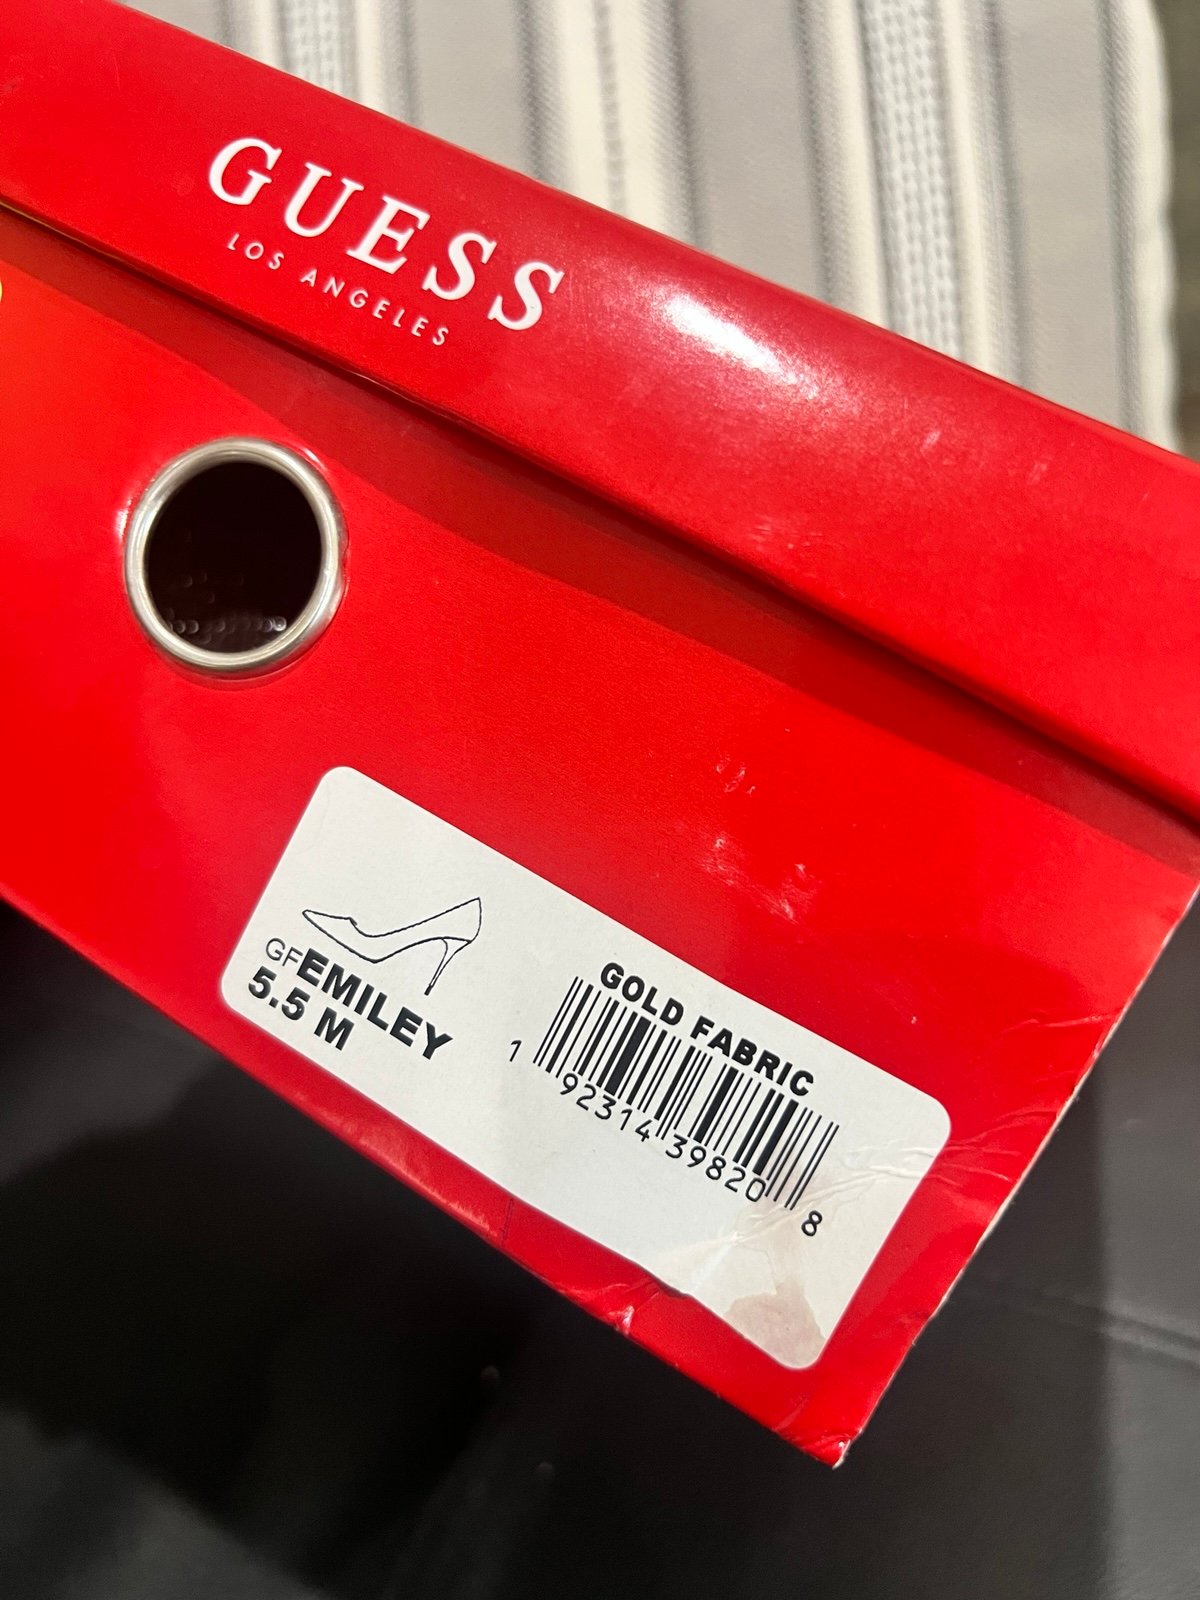 GUESS
LOS ANGELES
GFEMILEY
5.5 M
GOLD FABRIC
1 92314 39820 8